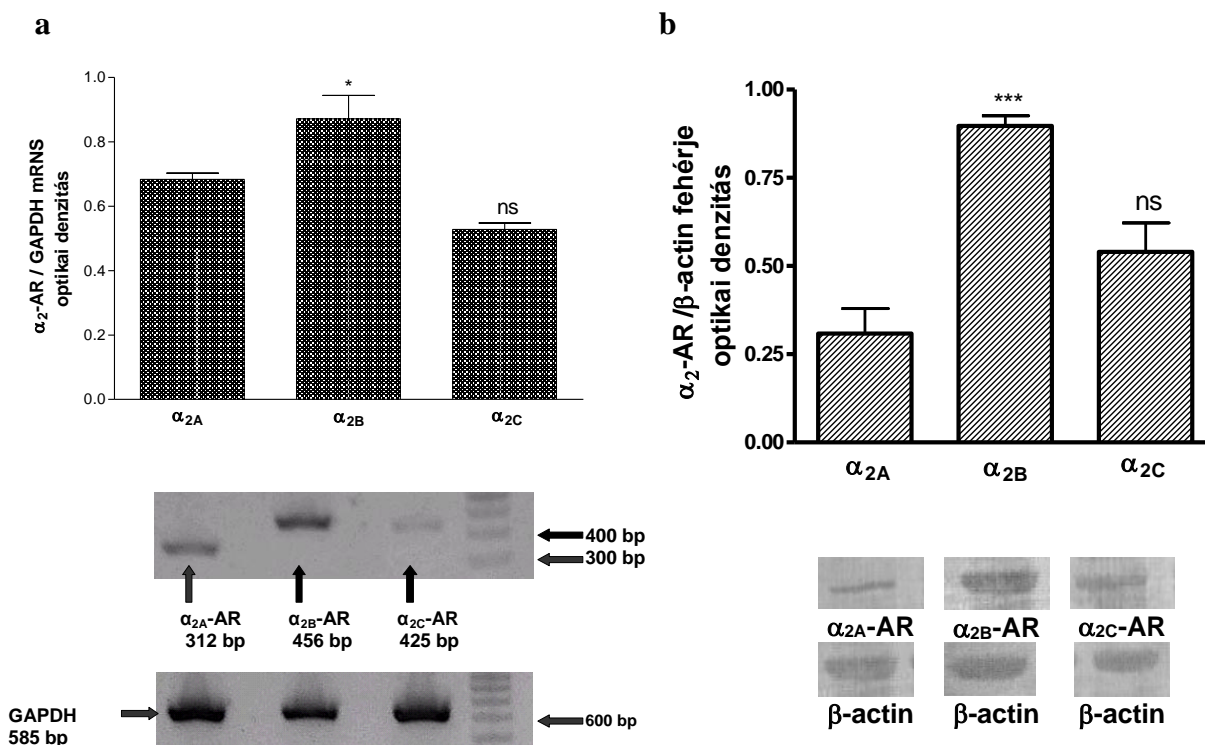 a
α2-AR / GAPDH mRNS
optikai denzitás
1.0
0.8
0.6
0.4
0.2
0.0
*
ns
α2A
α2B
α2C
400 bp
300 bp
α2A-AR
312 bp
α2B-AR
456 bp
α2C-AR
425 bp
GAPDH
585 bp
600 bp
b
α2-AR /β-actin fehérje
optikai denzitás
1.00
0.75
0.50
0.25
0.00
***
ns
α2A
α2B
α2C
α2A-AR
α2B-AR
α2C-AR
β-actin
β-actin
β-actin